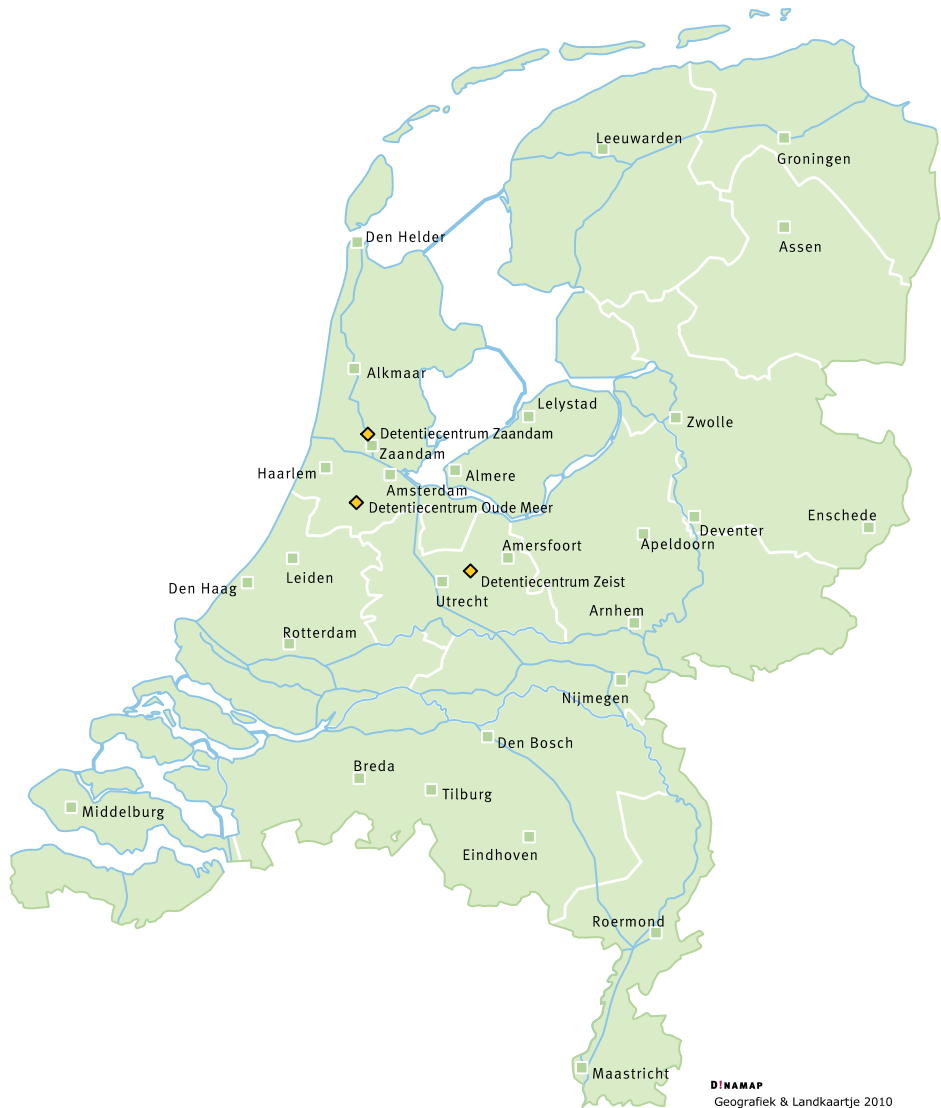 Leeuwarden
Groningen
Den Helder
Assen
Alkmaar
Lelystad
Zwolle
Detentiecentrum Zaandam
Zaandam
Haarlem
Almere
Amsterdam
Detentiecentrum Oude Meer
Enschede
Deventer
Apeldoorn
Amersfoort
Leiden
Detentiecentrum Zeist
Den Haag
Utrecht
Arnhem
Rotterdam
Nijmegen
Den Bosch
Breda
Tilburg
Middelburg
Eindhoven
Roermond
Maastricht
D!NAMAP
Geografiek & Landkaartje 2010